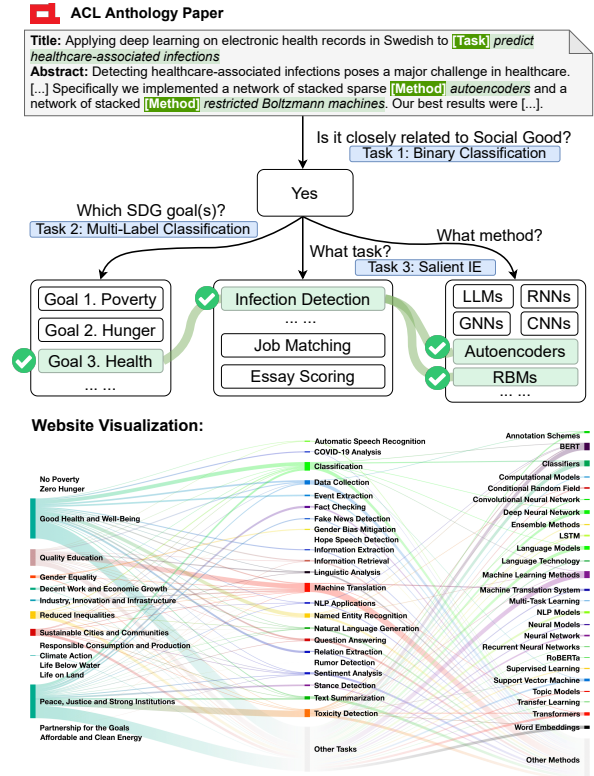 ACL Anthology Paper
Title: Applying deep learning on electronic health records in Swedish to [Task] predict
healthcare-associated infections
Abstract: Detecting healthcare-associated infections poses a major challenge in healthcare.
[...] Specifically we implemented a network of stacked sparse [Method] autoencoders and a
network of stacked [Method] restricted Boltzmann machines. Our best results were [...].
Is it closely related to Social Good?
Task 1: Binary Classification
Yes
Which SDG goal(s)?
Task 2: Multi-Label Classification
What task?
What method?
Task 3: Salient IE
Goal 1. Poverty
Goal 2. Hunger
Goal 3. Health
... ...
Infection Detection
... ...
Job Matching
Essay Scoring
LLMs
RNNs
GNNs
CNNs
Autoencoders
RBMs
... ...
Website Visualization:
No Poverty
Zero Hunger
Good Health and Well-Being
Quality Education
Gender Equality
Decent Work and Economic Growth
Industry, Innovation and Infrastructure
Reduced Inequalities
Sustainable Cities and Communities
Responsible Consumption and Production
Climate Action
Life Below Water
Life on Land
Peace, Justice and Strong Institutions
Partnership for the Goals
Affordable and Clean Energy
Automatic Speech Recognition
COVID-19 Analysis
Classification
Data Collection
Event Extraction
Fact Checking
Fake News Detection
Gender Bias Mitigation
Hope Speech Detection
Information Extraction
Information Retrieval
Linguistic Analysis
Machine Translation
NLP Applications
Named Entity Recognition
Natural Language Generation
Question Answering
Relation Extraction
Rumor Detection
Sentiment Analysis
Stance Detection
Text Summarization
Toxicity Detection
Other Tasks
Annotation Schemes
BERT
Classifiers
Computational Models
Conditional Random Field
Convolutional Neural Network
Deep Neural Network
Ensemble Methods
LSTM
Language Models
Language Technology
Machine Learning Methods
Machine Translation System
Multi-Task Learning
NLP Models
Neural Models
Neural Network
Recurrent Neural Networks
RoBERTa
Supervised Learning
Support Vector Machine
Topic Models
Transfer Learning
Transformers
Word Embeddings
Other Methods